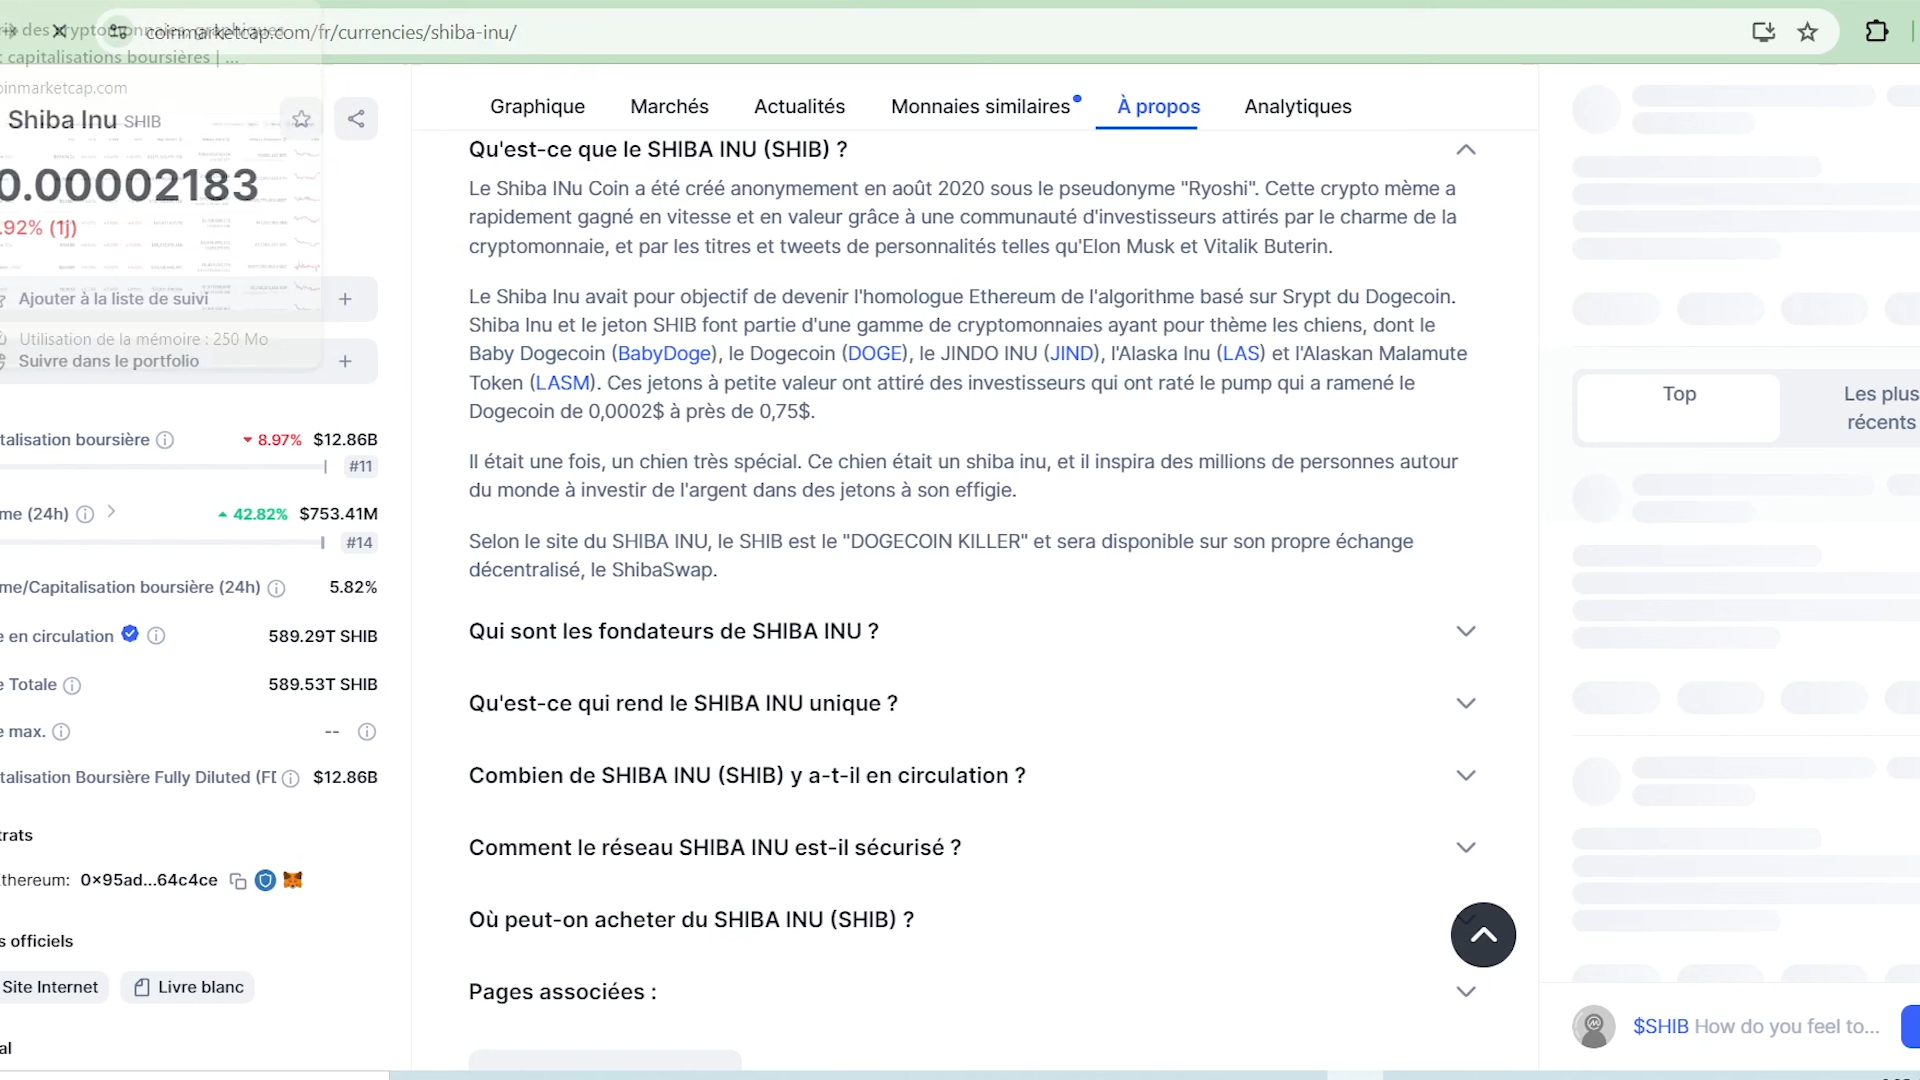 coinmarketcap.com/fr/currencies/shiba-inu/
capitalisations boursières | ...
Shiba Inu SHIB
0.00002183
.92% (1j)
Ajouter à la liste de suivi
Utilisation de la mémoire : 250 Mo
Suivre dans le portfolio
talisation boursière 8.97% $12.86B
#11
me (24h) 42.82% $753.41M
#14
me/Capitalisation boursière (24h) 5.82%
e en circulation 589.29T SHIB
e Totale 589.53T SHIB
e max. --
talisation Boursière Fully Diluted (FD $12.86B
trats
thereum: 0x95ad...64c4ce
s officiels
Site Internet Livre blanc
al
Graphique Marchés Actualités Monnaies similaires À propos Analytiques
Qu'est-ce que le SHIBA INU (SHIB) ?
Le Shiba INu Coin a été créé anonymement en août 2020 sous le pseudonyme "Ryoshi". Cette crypto mème a
rapidement gagné en vitesse et en valeur grâce à une communauté d'investisseurs attirés par le charme de la
cryptomonnaie, et par les titres et tweets de personnalités telles qu'Elon Musk et Vitalik Buterin.
Le Shiba Inu avait pour objectif de devenir l'homologue Ethereum de l'algorithme basé sur Srypt du Dogecoin.
Shiba Inu et le jeton SHIB font partie d'une gamme de cryptomonnaies ayant pour thème les chiens, dont le
Baby Dogecoin (BabyDoge), le Dogecoin (DOGE), le JINDO INU (JIND), l'Alaska Inu (LAS) et l'Alaskan Malamute
Token (LASM). Ces jetons à petite valeur ont attiré des investisseurs qui ont raté le pump qui a ramené le
Dogecoin de 0,0002$ à près de 0,75$.
Il était une fois, un chien très spécial. Ce chien était un shiba inu, et il inspira des millions de personnes autour
du monde à investir de l'argent dans des jetons à son effigie.
Selon le site du SHIBA INU, le SHIB est le "DOGECOIN KILLER" et sera disponible sur son propre échange
décentralisé, le ShibaSwap.
Qui sont les fondateurs de SHIBA INU ?
Qu'est-ce qui rend le SHIBA INU unique ?
Combien de SHIBA INU (SHIB) y a-t-il en circulation ?
Comment le réseau SHIBA INU est-il sécurisé ?
Où peut-on acheter du SHIBA INU (SHIB) ?
Pages associées :
Top
Les plus
récents
$SHIB How do you feel to...